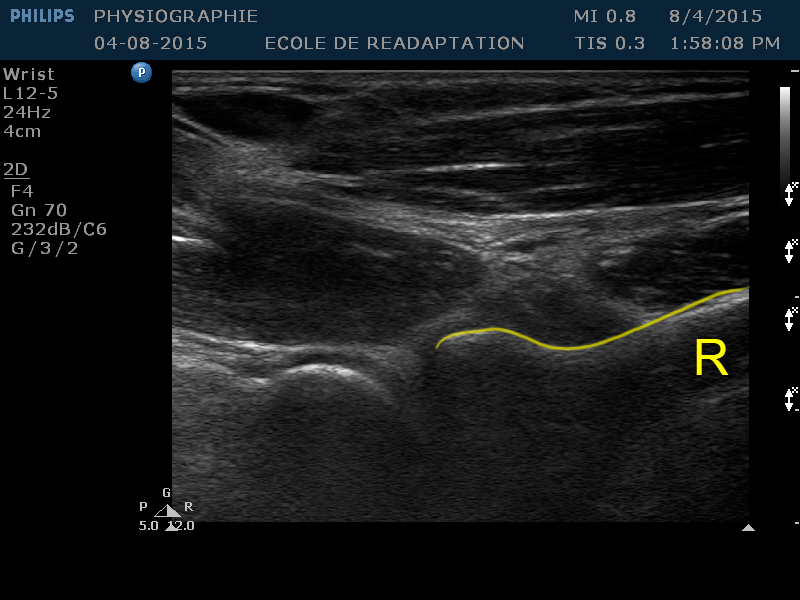 PHILIPS PHYSIOGRAPHIE MI 0.8 8/4/2015
04-08-2015 ECOLE DE READAPTATION TIS 0.3 1:58:08 PM
Wrist
L12-5
24Hz
4cm
2D
F4
Gn 70
232dB/C6
G/3/2
P
R
G
P R
5.0 12.0